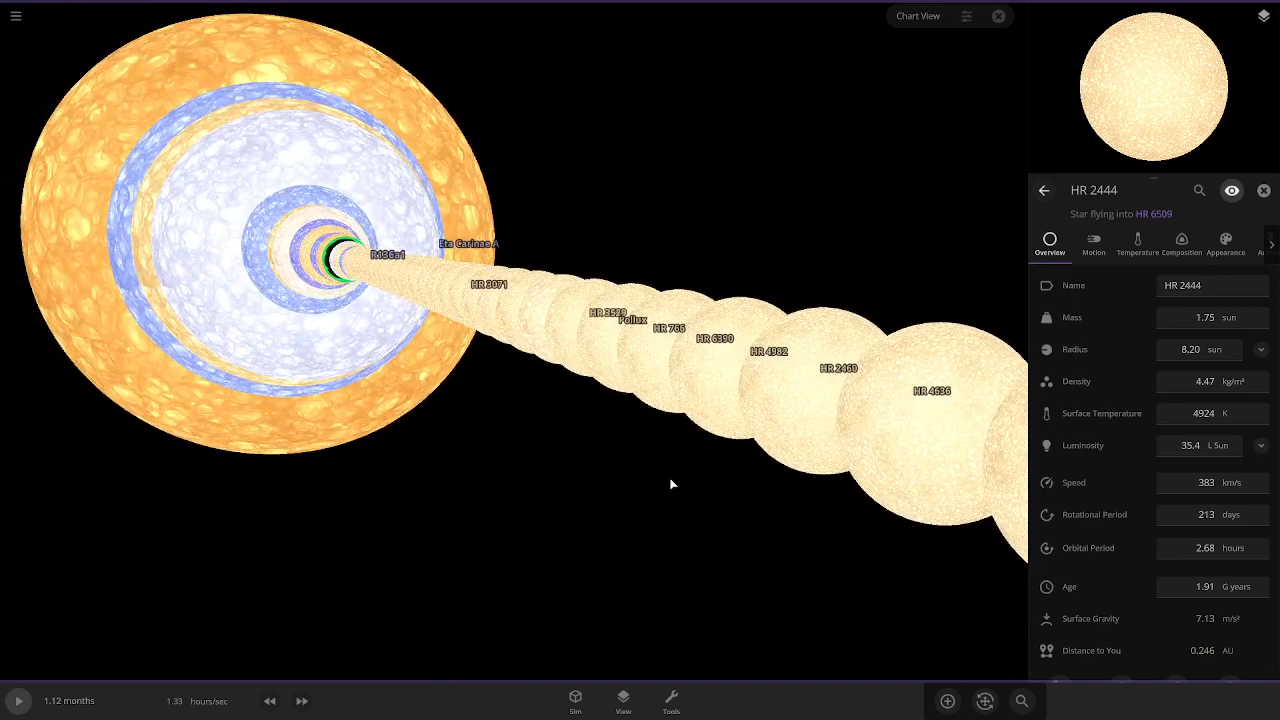 Chart View
Eta Carinae A
R136a1
HR 3071
HR 3529
Pollux
HR 766
HR 6390
HR 4982
HR 2460
HR 4636
HR 2444
Star flying into HR 6509
Overview Motion Temperature Composition Appearance
Name HR 2444
Mass 1.75 sun
Radius 8.20 sun
Density 4.47 kg/m³
Surface Temperature 4924 K
Luminosity 35.4 L Sun
Speed 383 km/s
Rotational Period 213 days
Orbital Period 2.68 hours
Age 1.91 G years
Surface Gravity 7.13 m/s²
Distance to You 0.246 AU
1.12 months 1.33 hours/sec
Sim View Tools